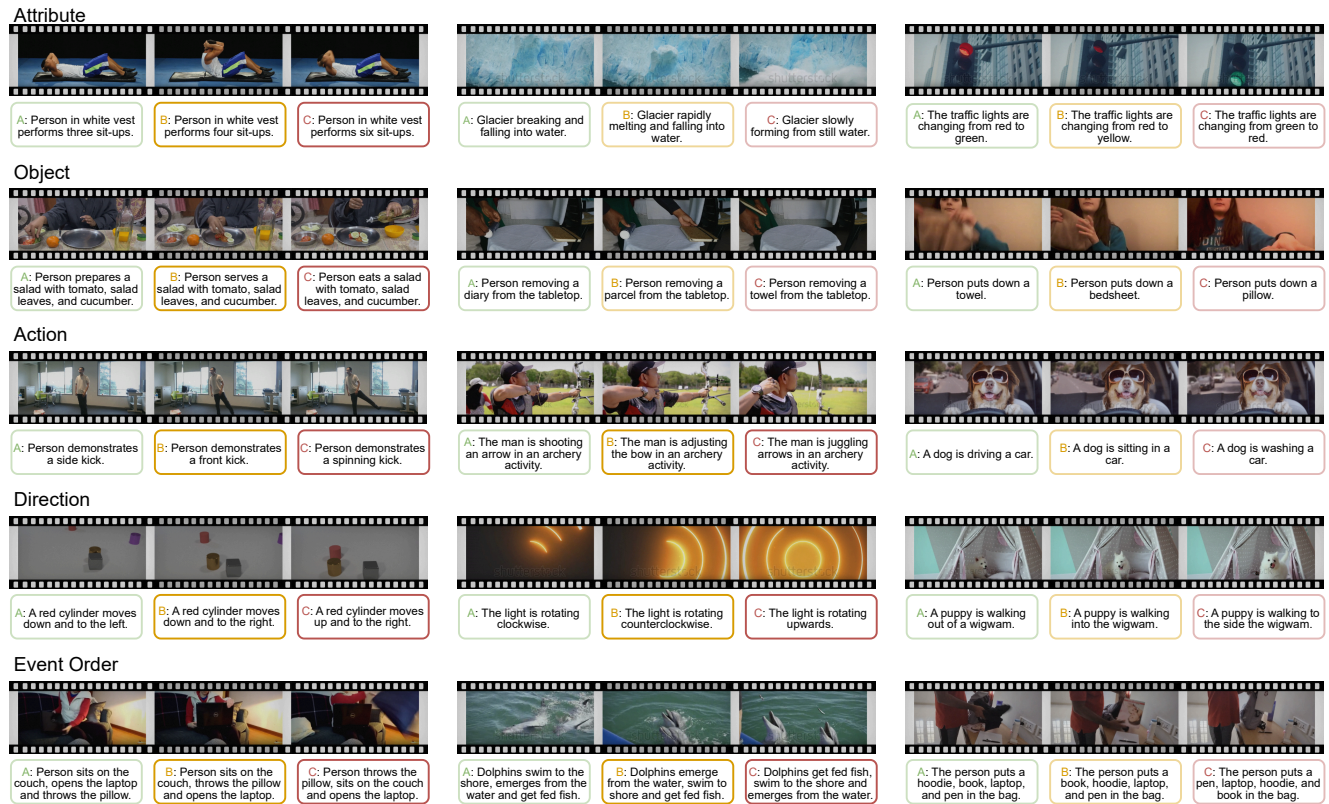 Attribute
A: Person in white vest
performs three sit-ups.
B: Person in white vest
performs four sit-ups.
C: Person in white vest
performs six sit-ups.
shutterstock
A: Glacier breaking and
falling into water.
B: Glacier rapidly
melting and falling into
water.
C: Glacier slowly
forming from still water.
A: The traffic lights are
changing from red to
green.
B: The traffic lights are
changing from red to
yellow.
C: The traffic lights are
changing from green to
red.
Object
A: Person prepares a
salad with tomato, salad
leaves, and cucumber.
B: Person serves a
salad with tomato, salad
leaves, and cucumber.
C: Person eats a salad
with tomato, salad
leaves, and cucumber.
A: Person removing a
diary from the tabletop.
B: Person removing a
parcel from the tabletop.
C: Person removing a
towel from the tabletop.
A: Person puts down a
towel.
B: Person puts down a
bedsheet.
C: Person puts down a
pillow.
Action
A: Person demonstrates
a side kick.
B: Person demonstrates
a front kick.
C: Person demonstrates
a spinning kick.
A: The man is shooting
an arrow in an archery
activity.
B: The man is adjusting
the bow in an archery
activity.
C: The man is juggling
arrows in an archery
activity.
A: A dog is driving a car.
B: A dog is sitting in a
car.
C: A dog is washing a
car.
Direction
A: A red cylinder moves
down and to the left.
B: A red cylinder moves
down and to the right.
C: A red cylinder moves
up and to the right.
shutterstock
A: The light is rotating
clockwise.
B: The light is rotating
counterclockwise.
C: The light is rotating
upwards.
A: A puppy is walking
out of a wigwam.
B: A puppy is walking
into the wigwam.
C: A puppy is walking to
the side the wigwam.
Event Order
A: Person sits on the
couch, opens the laptop
and throws the pillow.
B: Person sits on the
couch, throws the pillow
and opens the laptop.
C: Person throws the
pillow, sits on the couch
and opens the laptop.
A: Dolphins swim to the
shore, emerges from the
water and get fed fish.
B: Dolphins emerge
from the water, swim to
shore and get fed fish.
C: Dolphins get fed fish,
swim to the shore and
emerges from the water.
A: The person puts a
hoodie, book, laptop,
and pen in the bag.
B: The person puts a
book, hoodie, laptop,
and pen in the bag.
C: The person puts a
pen, laptop, hoodie, and
book in the bag.